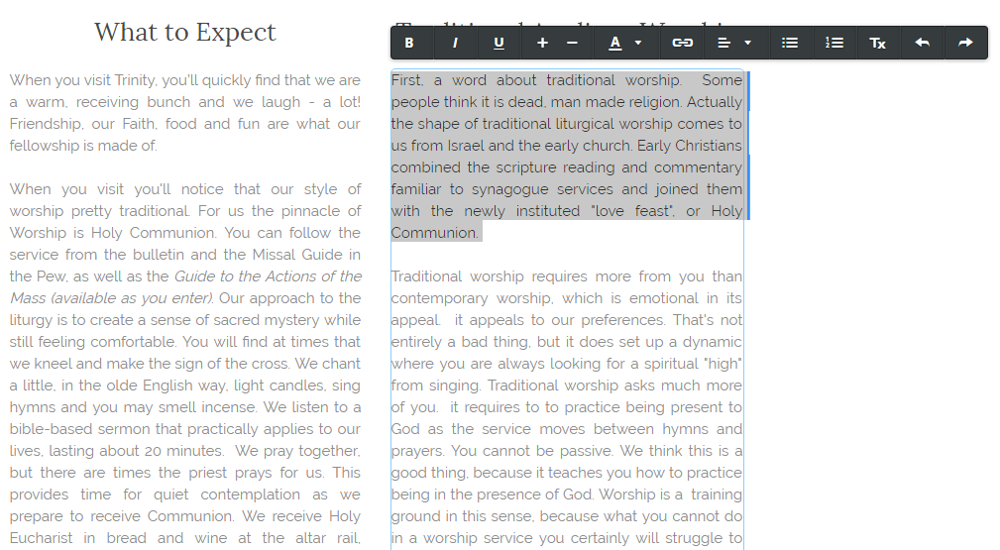 What to Expect
When you visit Trinity, you'll quickly find that we are
a warm, receiving bunch and we laugh - a lot!
Friendship, our Faith, food and fun are what our
fellowship is made of.
When you visit you'll notice that our style of
worship pretty traditional. For us the pinnacle of
Worship is Holy Communion. You can follow the
service from the bulletin and the Missal Guide in
the Pew, as well as the Guide to the Actions of the
Mass (available as you enter). Our approach to the
liturgy is to create a sense of sacred mystery while
still feeling comfortable. You will find at times that
we kneel and make the sign of the cross. We chant
a little, in the olde English way, light candles, sing
hymns and you may smell incense. We listen to a
bible-based sermon that practically applies to our
lives, lasting about 20 minutes.  We pray together,
but there are times the priest prays for us. This
provides time for quiet contemplation as we
prepare to receive Communion. We receive Holy
Eucharist in bread and wine at the altar rail,
B I U + − A Tx
First, a word about traditional worship.  Some
people think it is dead, man made religion. Actually
the shape of traditional liturgical worship comes to
us from Israel and the early church. Early Christians
combined the scripture reading and commentary
familiar to synagogue services and joined them
with the newly instituted "love feast", or Holy
Communion.
Traditional worship requires more from you than
contemporary worship, which is emotional in its
appeal.  it appeals to our preferences. That's not
entirely a bad thing, but it does set up a dynamic
where you are always looking for a spiritual "high"
from singing. Traditional worship asks much more
of you.  it requires to to practice being present to
God as the service moves between hymns and
prayers. You cannot be passive. We think this is a
good thing, because it teaches you how to practice
being in the presence of God. Worship is a  training
ground in this sense, because what you cannot do
in a worship service you certainly will struggle to